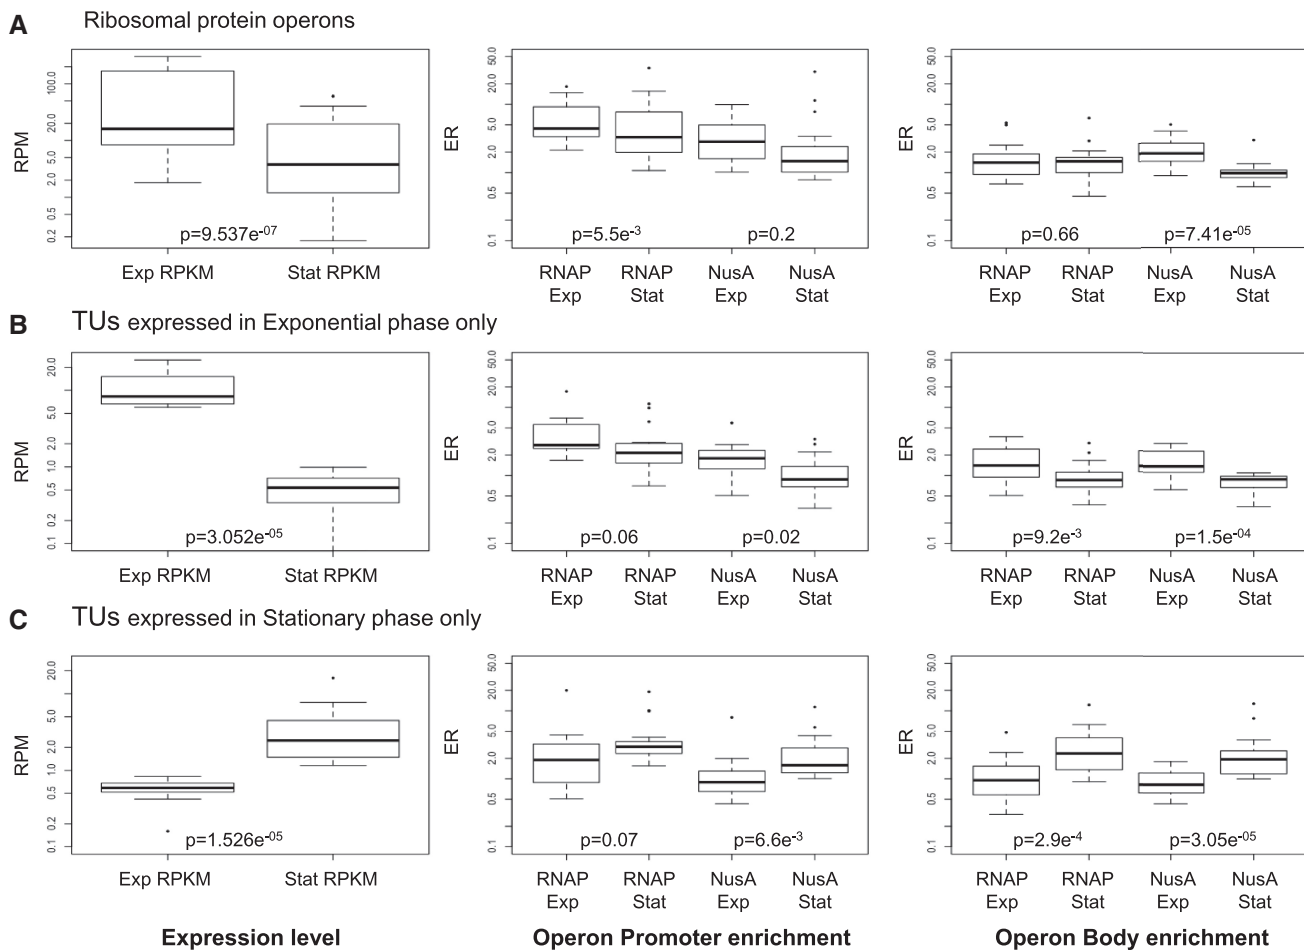 A Ribosomal protein operons
RPM
100.0
20.0
5.0
2.0
0.5
0.2
p=9.537e-07
Exp RPKM Stat RPKM
ER
50.0
20.0
5.0
2.0
0.5
0.1
p=5.5e-3 p=0.2
RNAP Exp RNAP Stat NusA Exp NusA Stat
ER
50.0
20.0
5.0
2.0
0.5
0.1
p=0.66 p=7.41e-05
RNAP Exp RNAP Stat NusA Exp NusA Stat
B TUs expressed in Exponential phase only
RPM
20.0
5.0
2.0
1.0
0.5
0.2
0.1
p=3.052e-05
Exp RPKM Stat RPKM
ER
50.0
20.0
5.0
2.0
0.5
0.1
p=0.06 p=0.02
RNAP Exp RNAP Stat NusA Exp NusA Stat
ER
50.0
20.0
5.0
2.0
0.5
0.1
p=9.2e-3 p=1.5e-04
RNAP Exp RNAP Stat NusA Exp NusA Stat
C TUs expressed in Stationary phase only
RPM
20.0
5.0
2.0
1.0
0.5
0.2
0.1
p=1.526e-05
Exp RPKM Stat RPKM
ER
50.0
20.0
5.0
2.0
0.5
0.1
p=0.07 p=6.6e-3
RNAP Exp RNAP Stat NusA Exp NusA Stat
ER
50.0
20.0
5.0
2.0
0.5
0.1
p=2.9e-4 p=3.05e-05
RNAP Exp RNAP Stat NusA Exp NusA Stat
Expression level Operon Promoter enrichment Operon Body enrichment